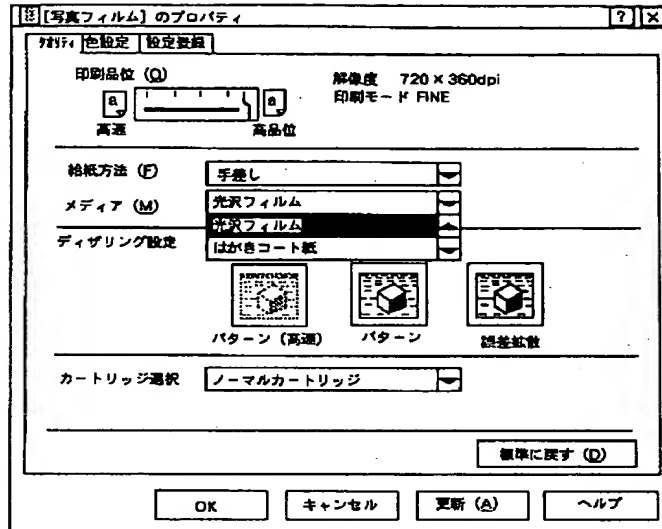 [写真フィルム] のプロパティ ? ×
クオリティ 色設定 設定登録
印刷品位 (Q)
解像度 720×360dpi
印刷モード FINE
a a
高速 高品位
給紙方法 (F) 手差し
メディア (M) 光沢フィルム
光沢フィルム
はがきコート紙
ディザリング設定
パターン (高速) パターン 誤差拡散
カートリッジ選択 ノーマルカートリッジ
標準に戻す (D)
OK キャンセル 更新 (A) ヘルプ